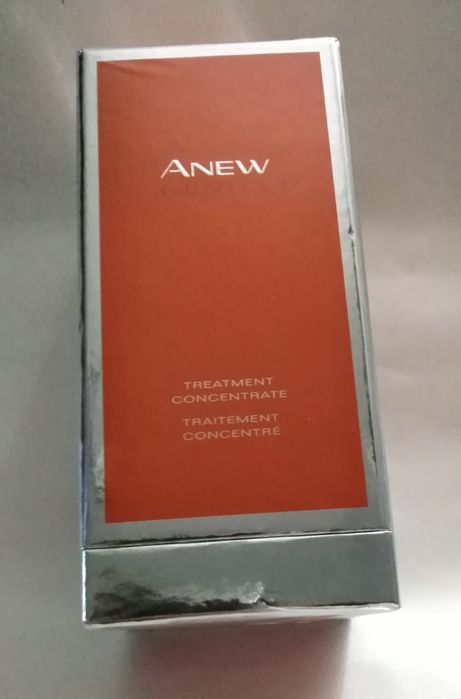 ANEW
TREATMENT
CONCENTRATE
TRAITEMENT
CONCENTRÉ